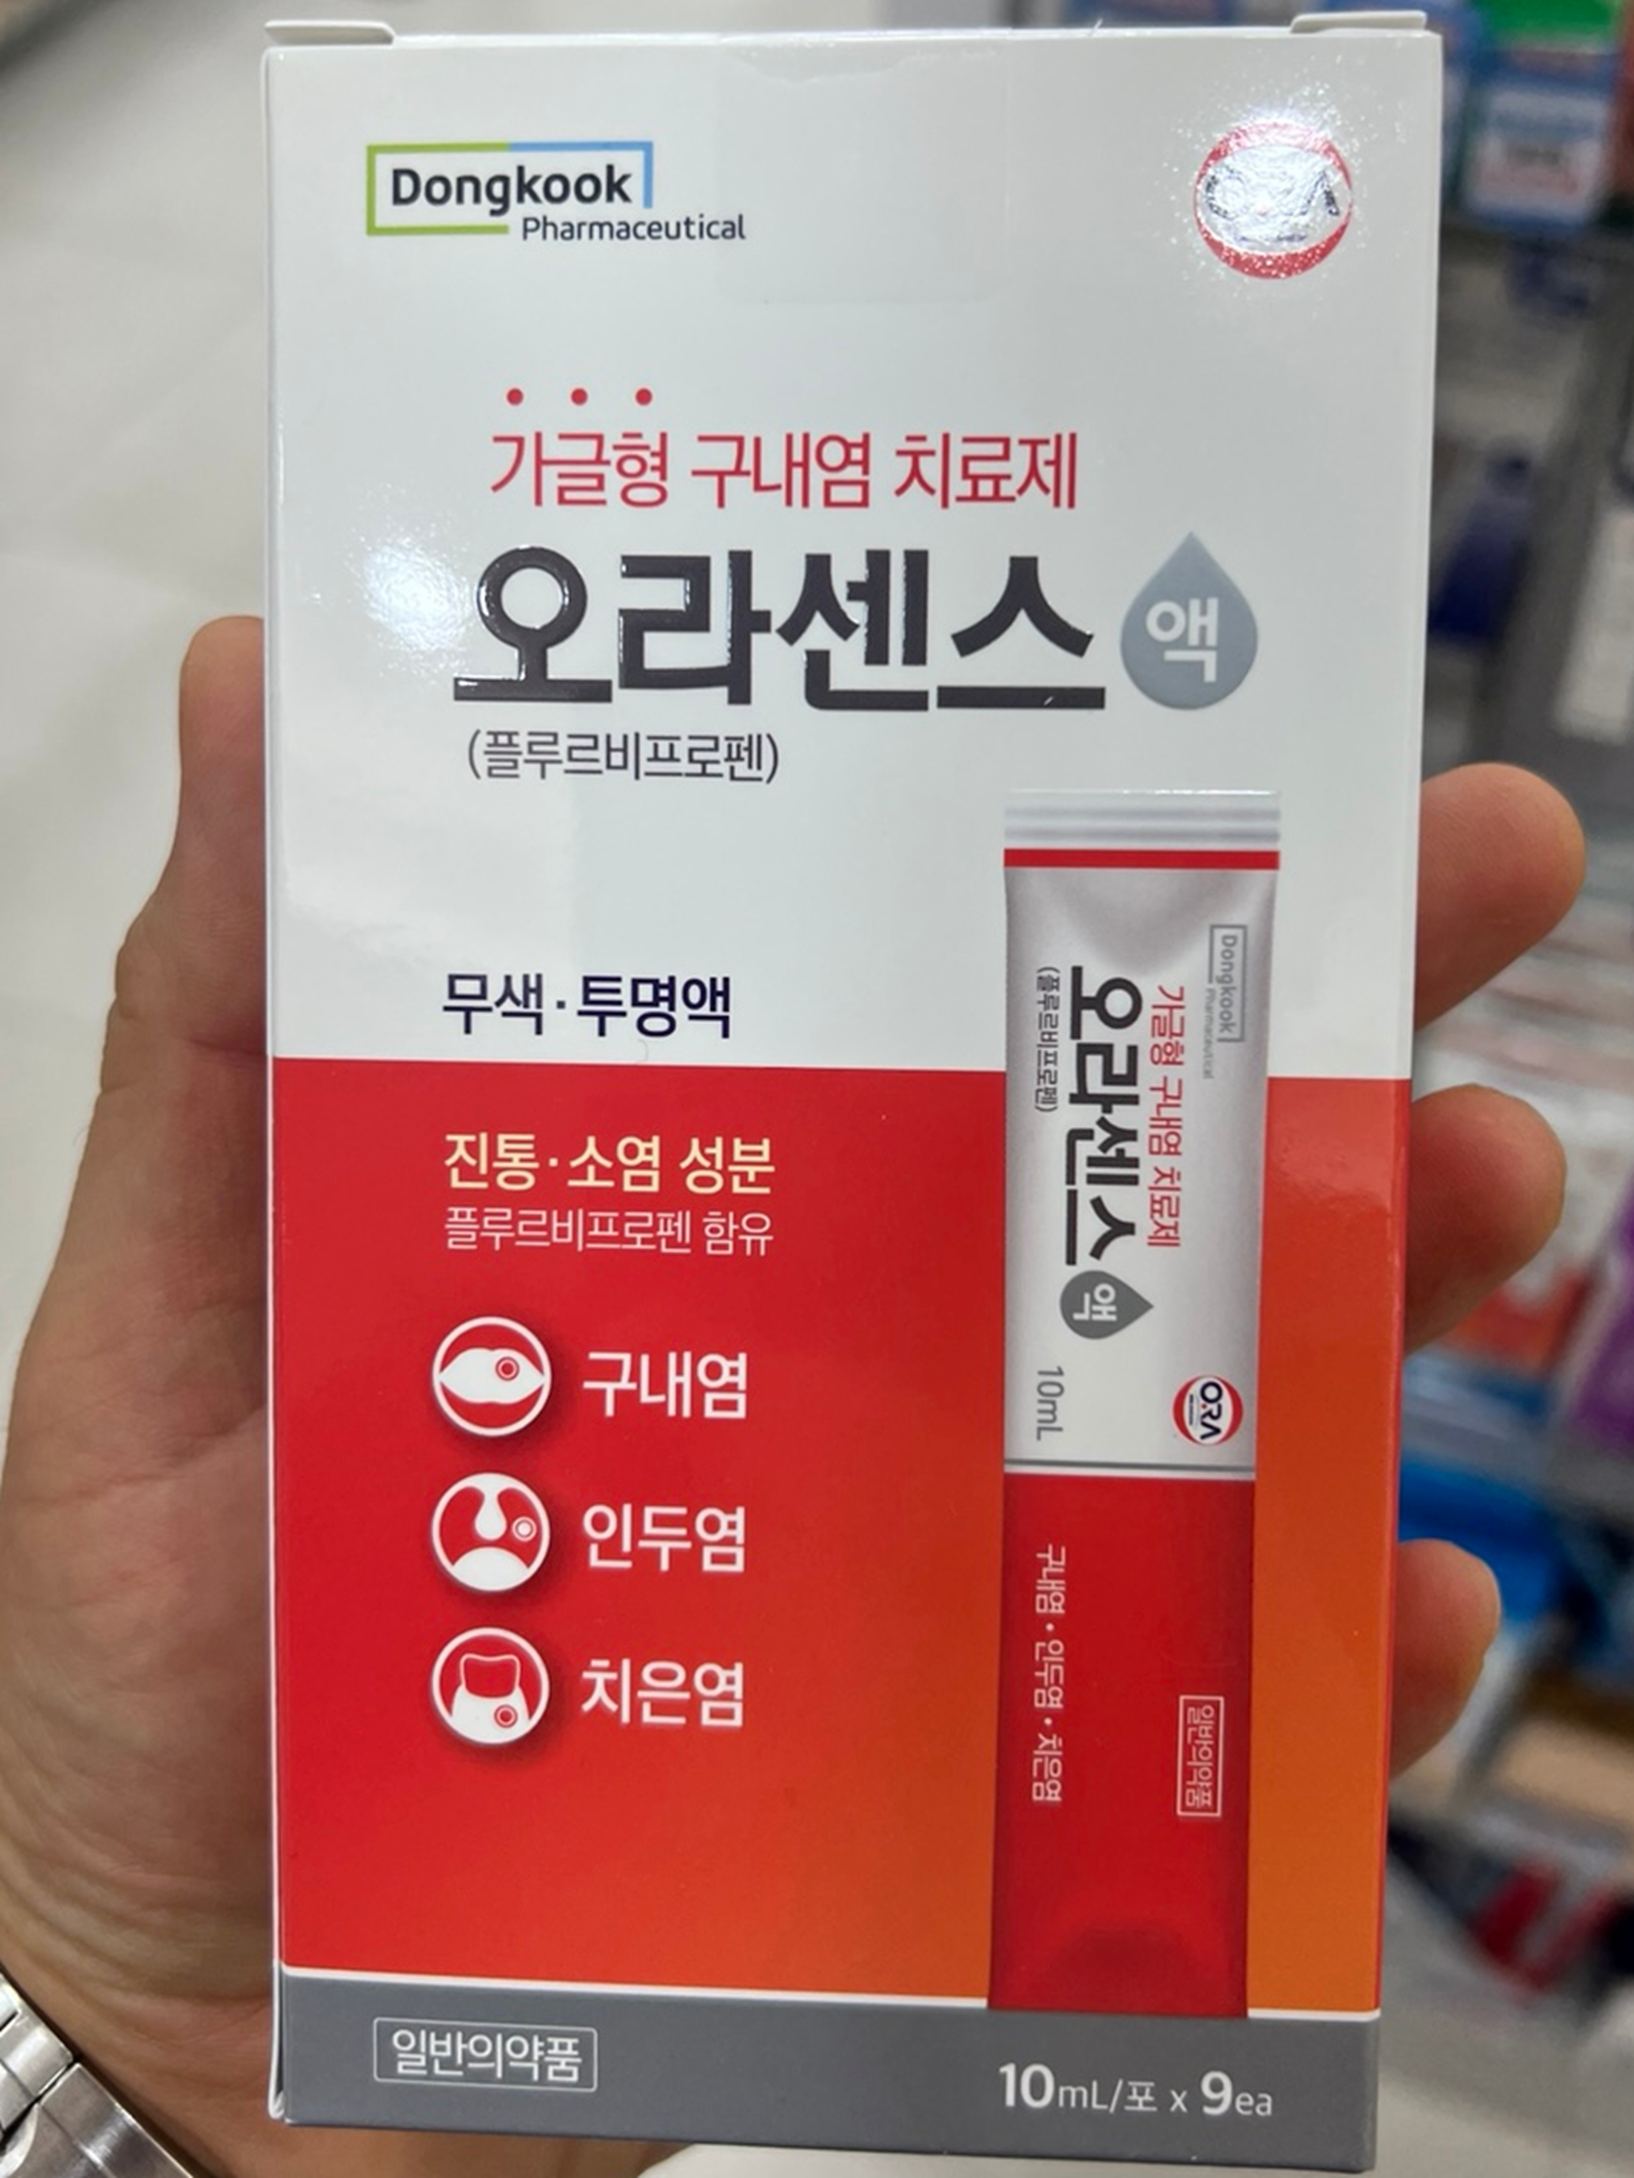 Dongkook
Pharmaceutical
ORA
가글형 구내염 치료제
오라센스 액
(플루르비프로펜)
무색·투명액
진통·소염 성분
플루르비프로펜 함유
구내염
인두염
치은염
Dongkook
Pharmaceutical
가글형 구내염 치료제
오라센스 액
(플루르비프로펜)
10mL
ORA
구내염·인두염·치은염
일반의약품
일반의약품
10mL/포 x 9ea